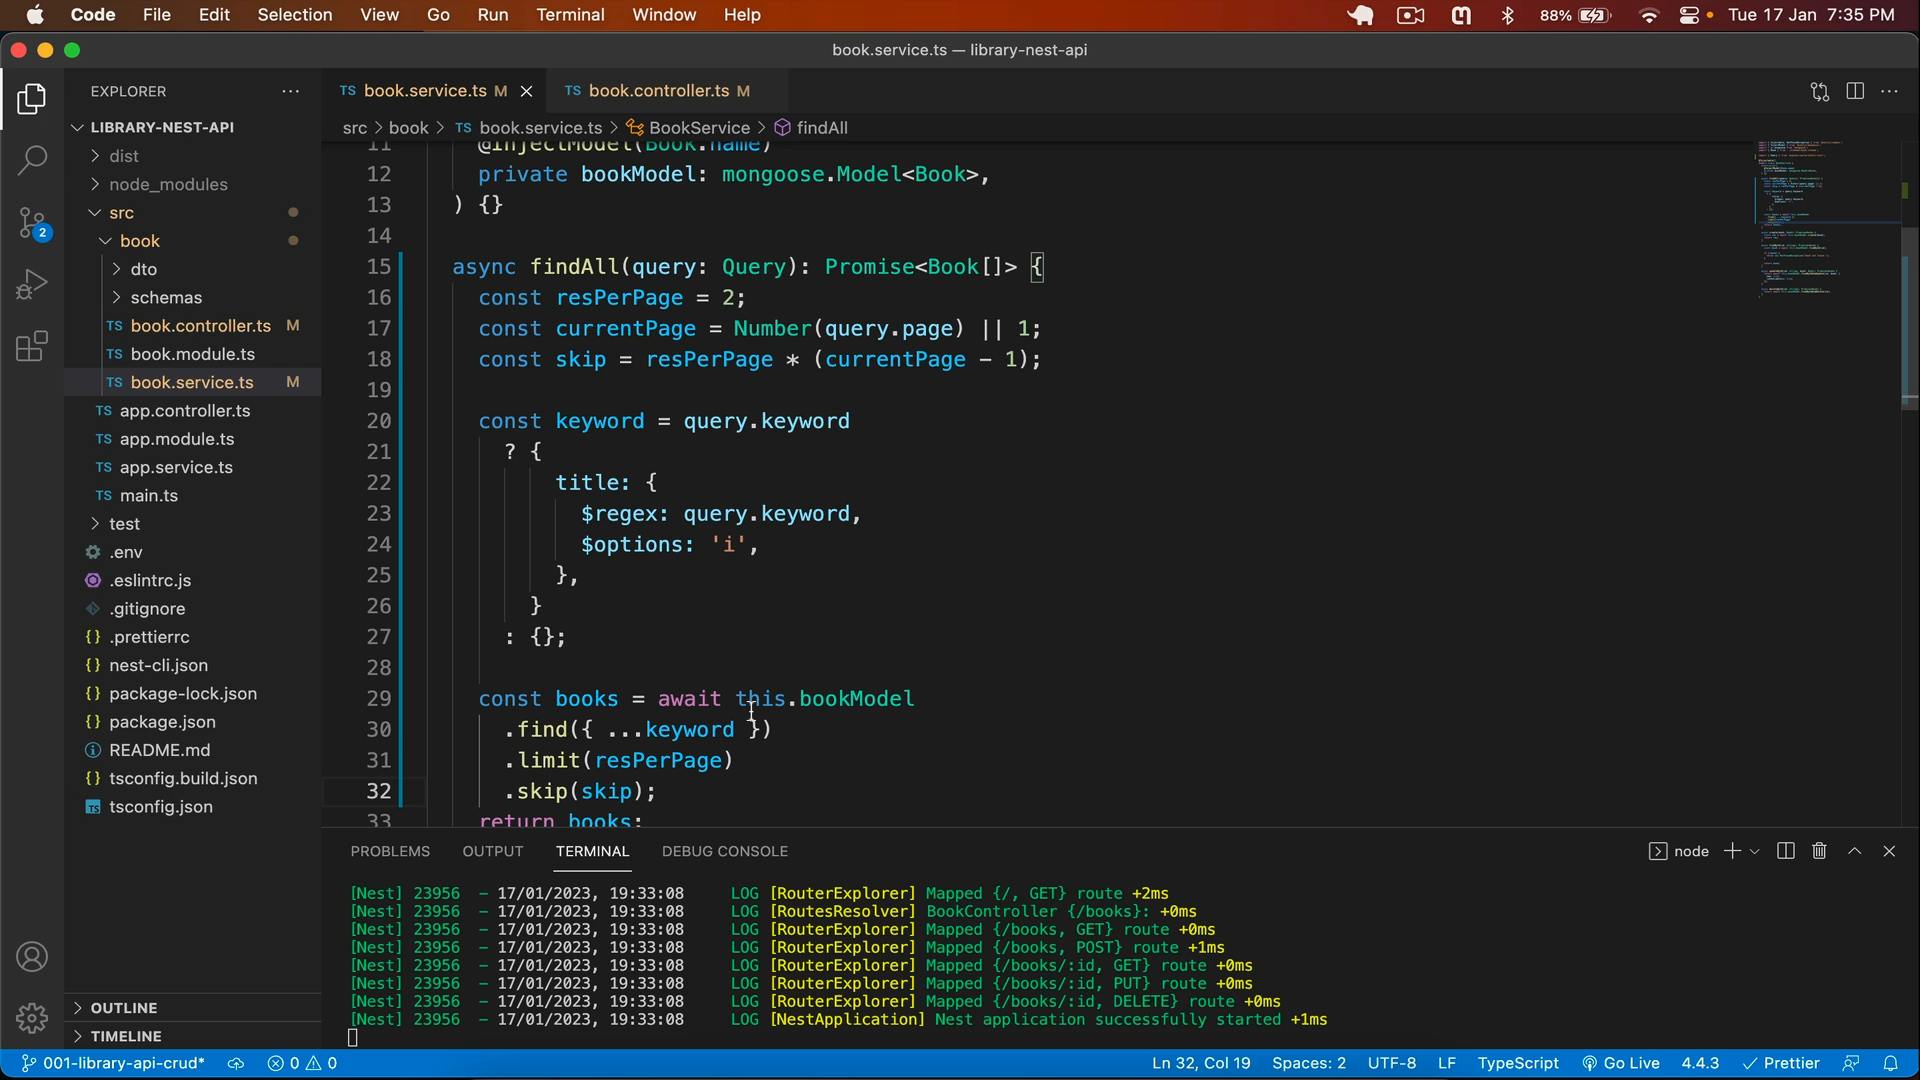 Code File Edit Selection View Go Run Terminal Window Help 88% Tue 17 Jan 7:35 PM
book.service.ts — library-nest-api
EXPLORER
LIBRARY-NEST-API
dist
node_modules
src
book
dto
schemas
TS book.controller.ts M
TS book.module.ts
TS book.service.ts M
TS app.controller.ts
TS app.module.ts
TS app.service.ts
TS main.ts
test
.env
.eslintrc.js
.gitignore
{} .prettierrc
{} nest-cli.json
{} package-lock.json
{} package.json
README.md
{} tsconfig.build.json
TS tsconfig.json
OUTLINE
TIMELINE
2
TS book.service.ts M TS book.controller.ts M
src > book > TS book.service.ts > BookService > findAll
11 @InjectModel(Book.name)
12 private bookModel: mongoose.Model<Book>,
13 ) {}
14
15 async findAll(query: Query): Promise<Book[]> {
16 const resPerPage = 2;
17 const currentPage = Number(query.page) || 1;
18 const skip = resPerPage * (currentPage - 1);
19
20 const keyword = query.keyword
21 ? {
22 title: {
23 $regex: query.keyword,
24 $options: 'i',
25 },
26 }
27 : {};
28
29 const books = await this.bookModel
30 .find({ ...keyword })
31 .limit(resPerPage)
32 .skip(skip);
33 return books;
PROBLEMS OUTPUT TERMINAL DEBUG CONSOLE node
[Nest] 23956 - 17/01/2023, 19:33:08 LOG [RouterExplorer] Mapped {/, GET} route +2ms
[Nest] 23956 - 17/01/2023, 19:33:08 LOG [RoutesResolver] BookController {/books}: +0ms
[Nest] 23956 - 17/01/2023, 19:33:08 LOG [RouterExplorer] Mapped {/books, GET} route +0ms
[Nest] 23956 - 17/01/2023, 19:33:08 LOG [RouterExplorer] Mapped {/books, POST} route +1ms
[Nest] 23956 - 17/01/2023, 19:33:08 LOG [RouterExplorer] Mapped {/books/:id, GET} route +0ms
[Nest] 23956 - 17/01/2023, 19:33:08 LOG [RouterExplorer] Mapped {/books/:id, PUT} route +0ms
[Nest] 23956 - 17/01/2023, 19:33:08 LOG [RouterExplorer] Mapped {/books/:id, DELETE} route +0ms
[Nest] 23956 - 17/01/2023, 19:33:08 LOG [NestApplication] Nest application successfully started +1ms
001-library-api-crud* 0 0 Ln 32, Col 19 Spaces: 2 UTF-8 LF TypeScript Go Live 4.4.3 Prettier